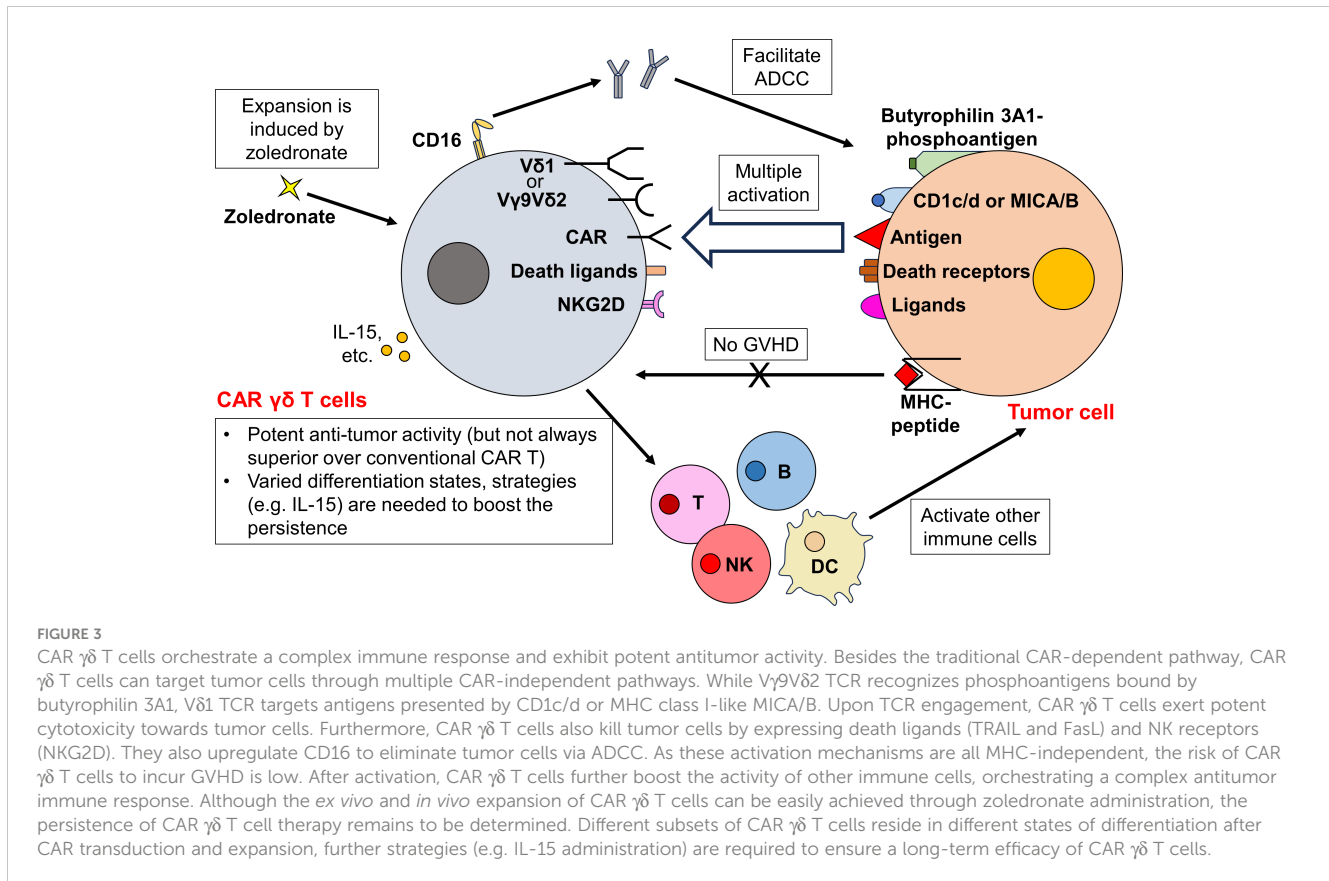 Facilitate
ADCC
Expansion is
induced by
zoledronate
CD16
Butyrophilin 3A1-
phosphoantigen
Vδ1
or
Vγ9Vδ2
Multiple
activation
CD1c/d or MICA/B
Zoledronate
CAR
Antigen
Death ligands
Death receptors
NKG2D
Ligands
IL-15,
etc.
No GVHD
X
MHC-
peptide
CAR γδ T cells
Tumor cell
• Potent anti-tumor activity (but not always
superior over conventional CAR T)
• Varied differentiation states, strategies
(e.g. IL-15) are needed to boost the
persistence
B
T
NK
DC
Activate other
immune cells
FIGURE 3
CAR γδ T cells orchestrate a complex immune response and exhibit potent antitumor activity. Besides the traditional CAR-dependent pathway, CAR
γδ T cells can target tumor cells through multiple CAR-independent pathways. While Vγ9Vδ2 TCR recognizes phosphoantigens bound by
butyrophilin 3A1, Vδ1 TCR targets antigens presented by CD1c/d or MHC class I-like MICA/B. Upon TCR engagement, CAR γδ T cells exert potent
cytotoxicity towards tumor cells. Furthermore, CAR γδ T cells also kill tumor cells by expressing death ligands (TRAIL and FasL) and NK receptors
(NKG2D). They also upregulate CD16 to eliminate tumor cells via ADCC. As these activation mechanisms are all MHC-independent, the risk of CAR
γδ T cells to incur GVHD is low. After activation, CAR γδ T cells further boost the activity of other immune cells, orchestrating a complex antitumor
immune response. Although the ex vivo and in vivo expansion of CAR γδ T cells can be easily achieved through zoledronate administration, the
persistence of CAR γδ T cell therapy remains to be determined. Different subsets of CAR γδ T cells reside in different states of differentiation after
CAR transduction and expansion, further strategies (e.g. IL-15 administration) are required to ensure a long-term efficacy of CAR γδ T cells.